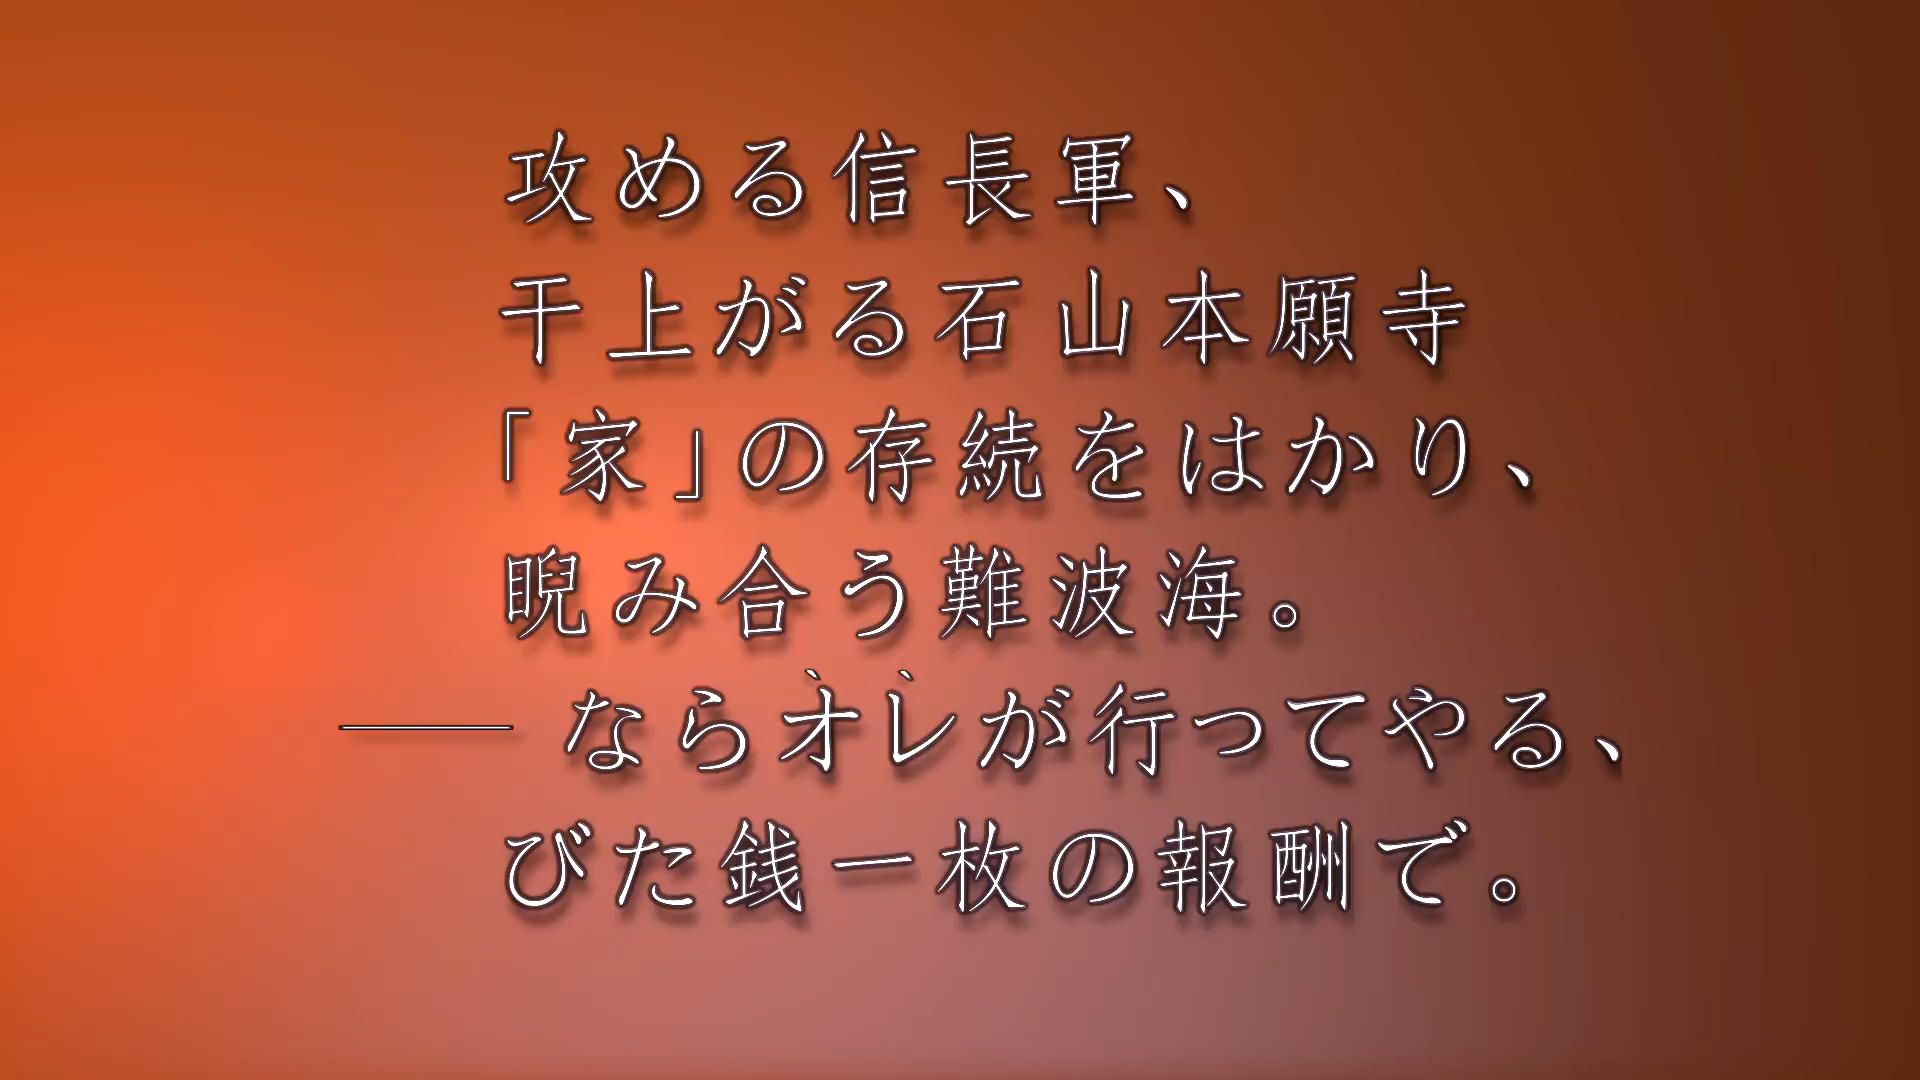 攻める信長軍、
干上がる石山本願寺
「家」の存続をはかり、
睨み合う難波海。
――ならオレが行ってやる、
びた銭一枚の報酬で。